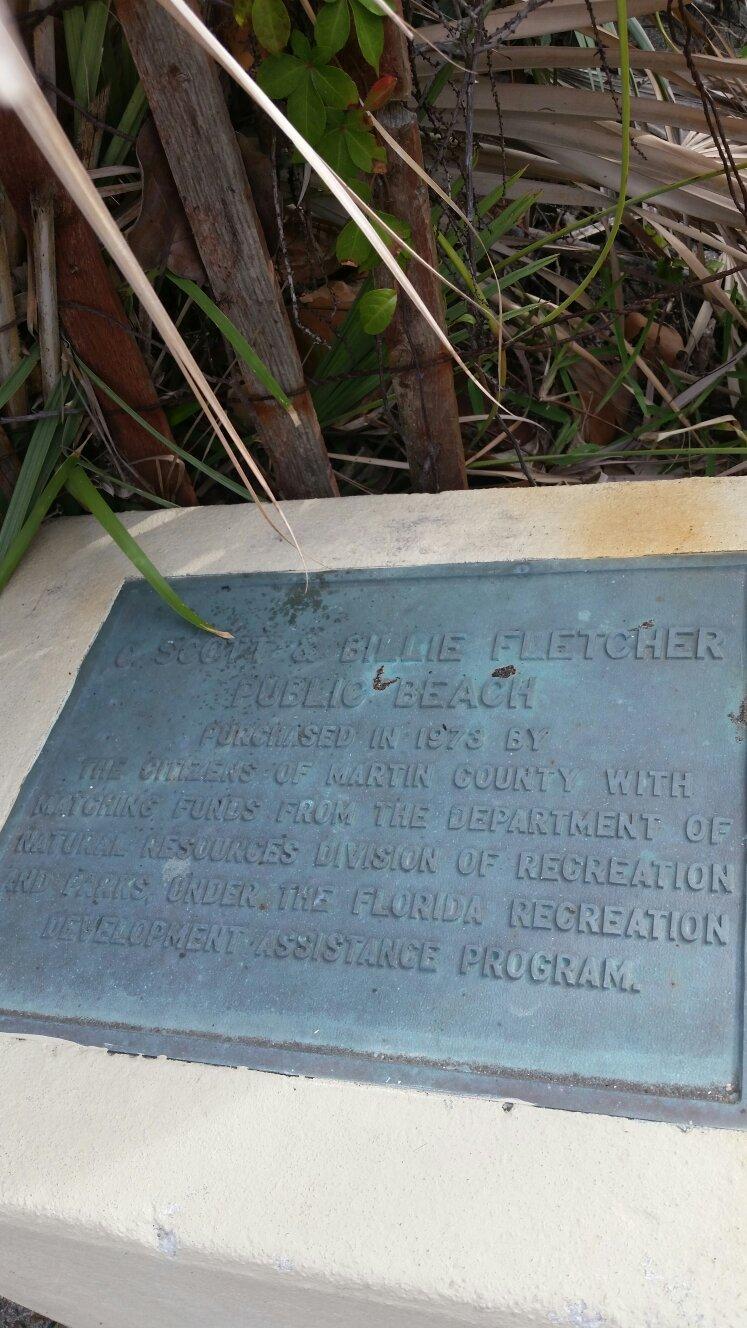 C. SCOTT & BILLIE FLETCHER
PUBLIC BEACH
PURCHASED IN 1973 BY
THE CITIZENS OF MARTIN COUNTY WITH
MATCHING FUNDS FROM THE DEPARTMENT OF
NATURAL RESOURCES DIVISION OF RECREATION
AND PARKS, UNDER THE FLORIDA RECREATION
DEVELOPMENT ASSISTANCE PROGRAM.